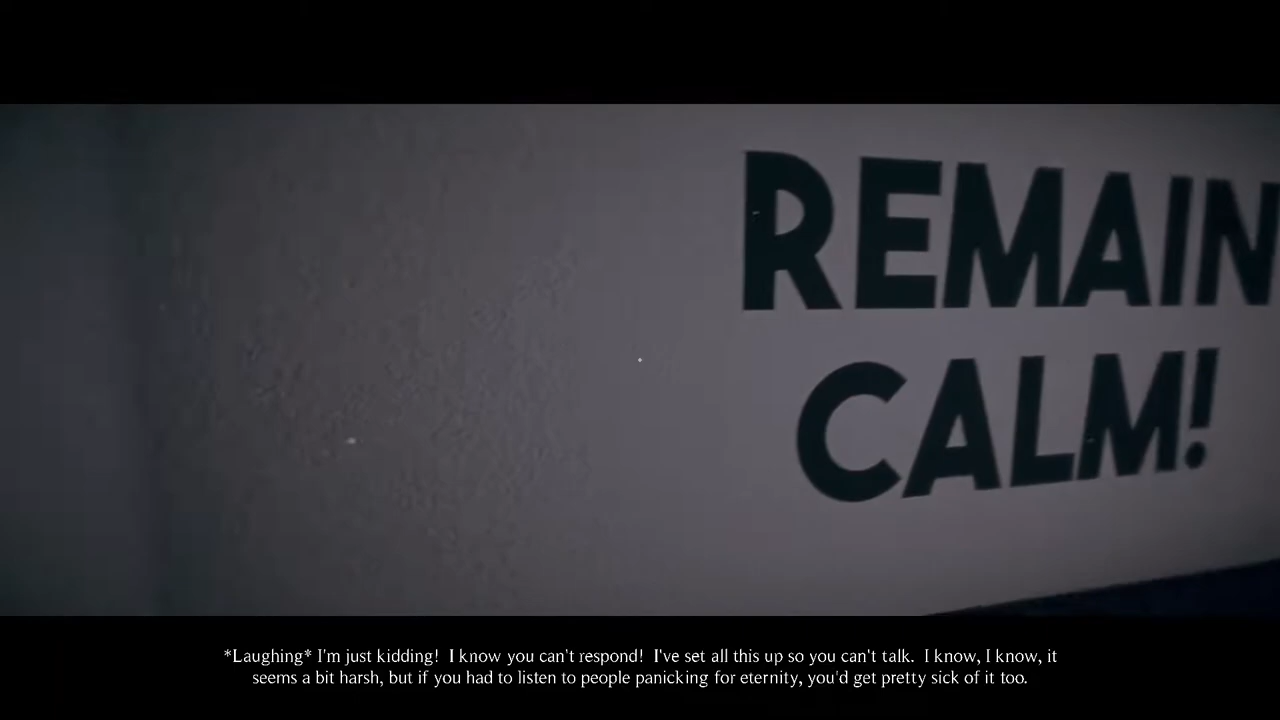 REMAIN
CALM!
*Laughing* I'm just kidding!  I know you can't respond!  I've set all this up so you can't talk.  I know, I know, it
seems a bit harsh, but if you had to listen to people panicking for eternity, you'd get pretty sick of it too.